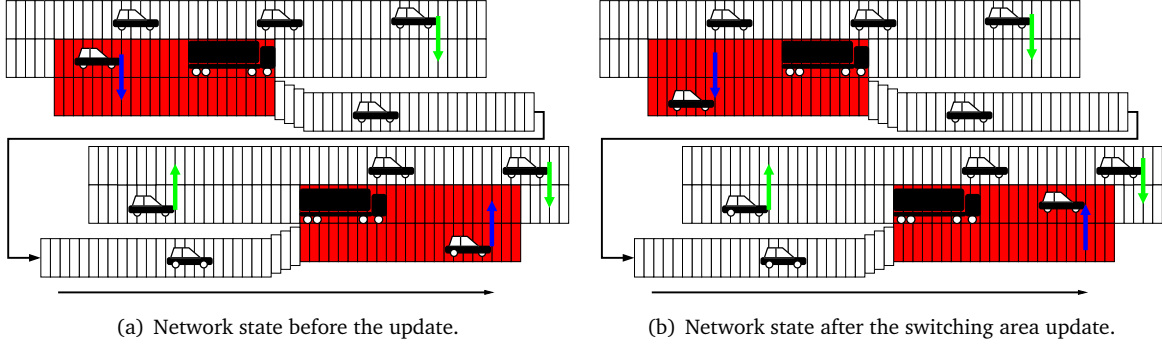 (a) Network state before the update.
(b) Network state after the switching area update.